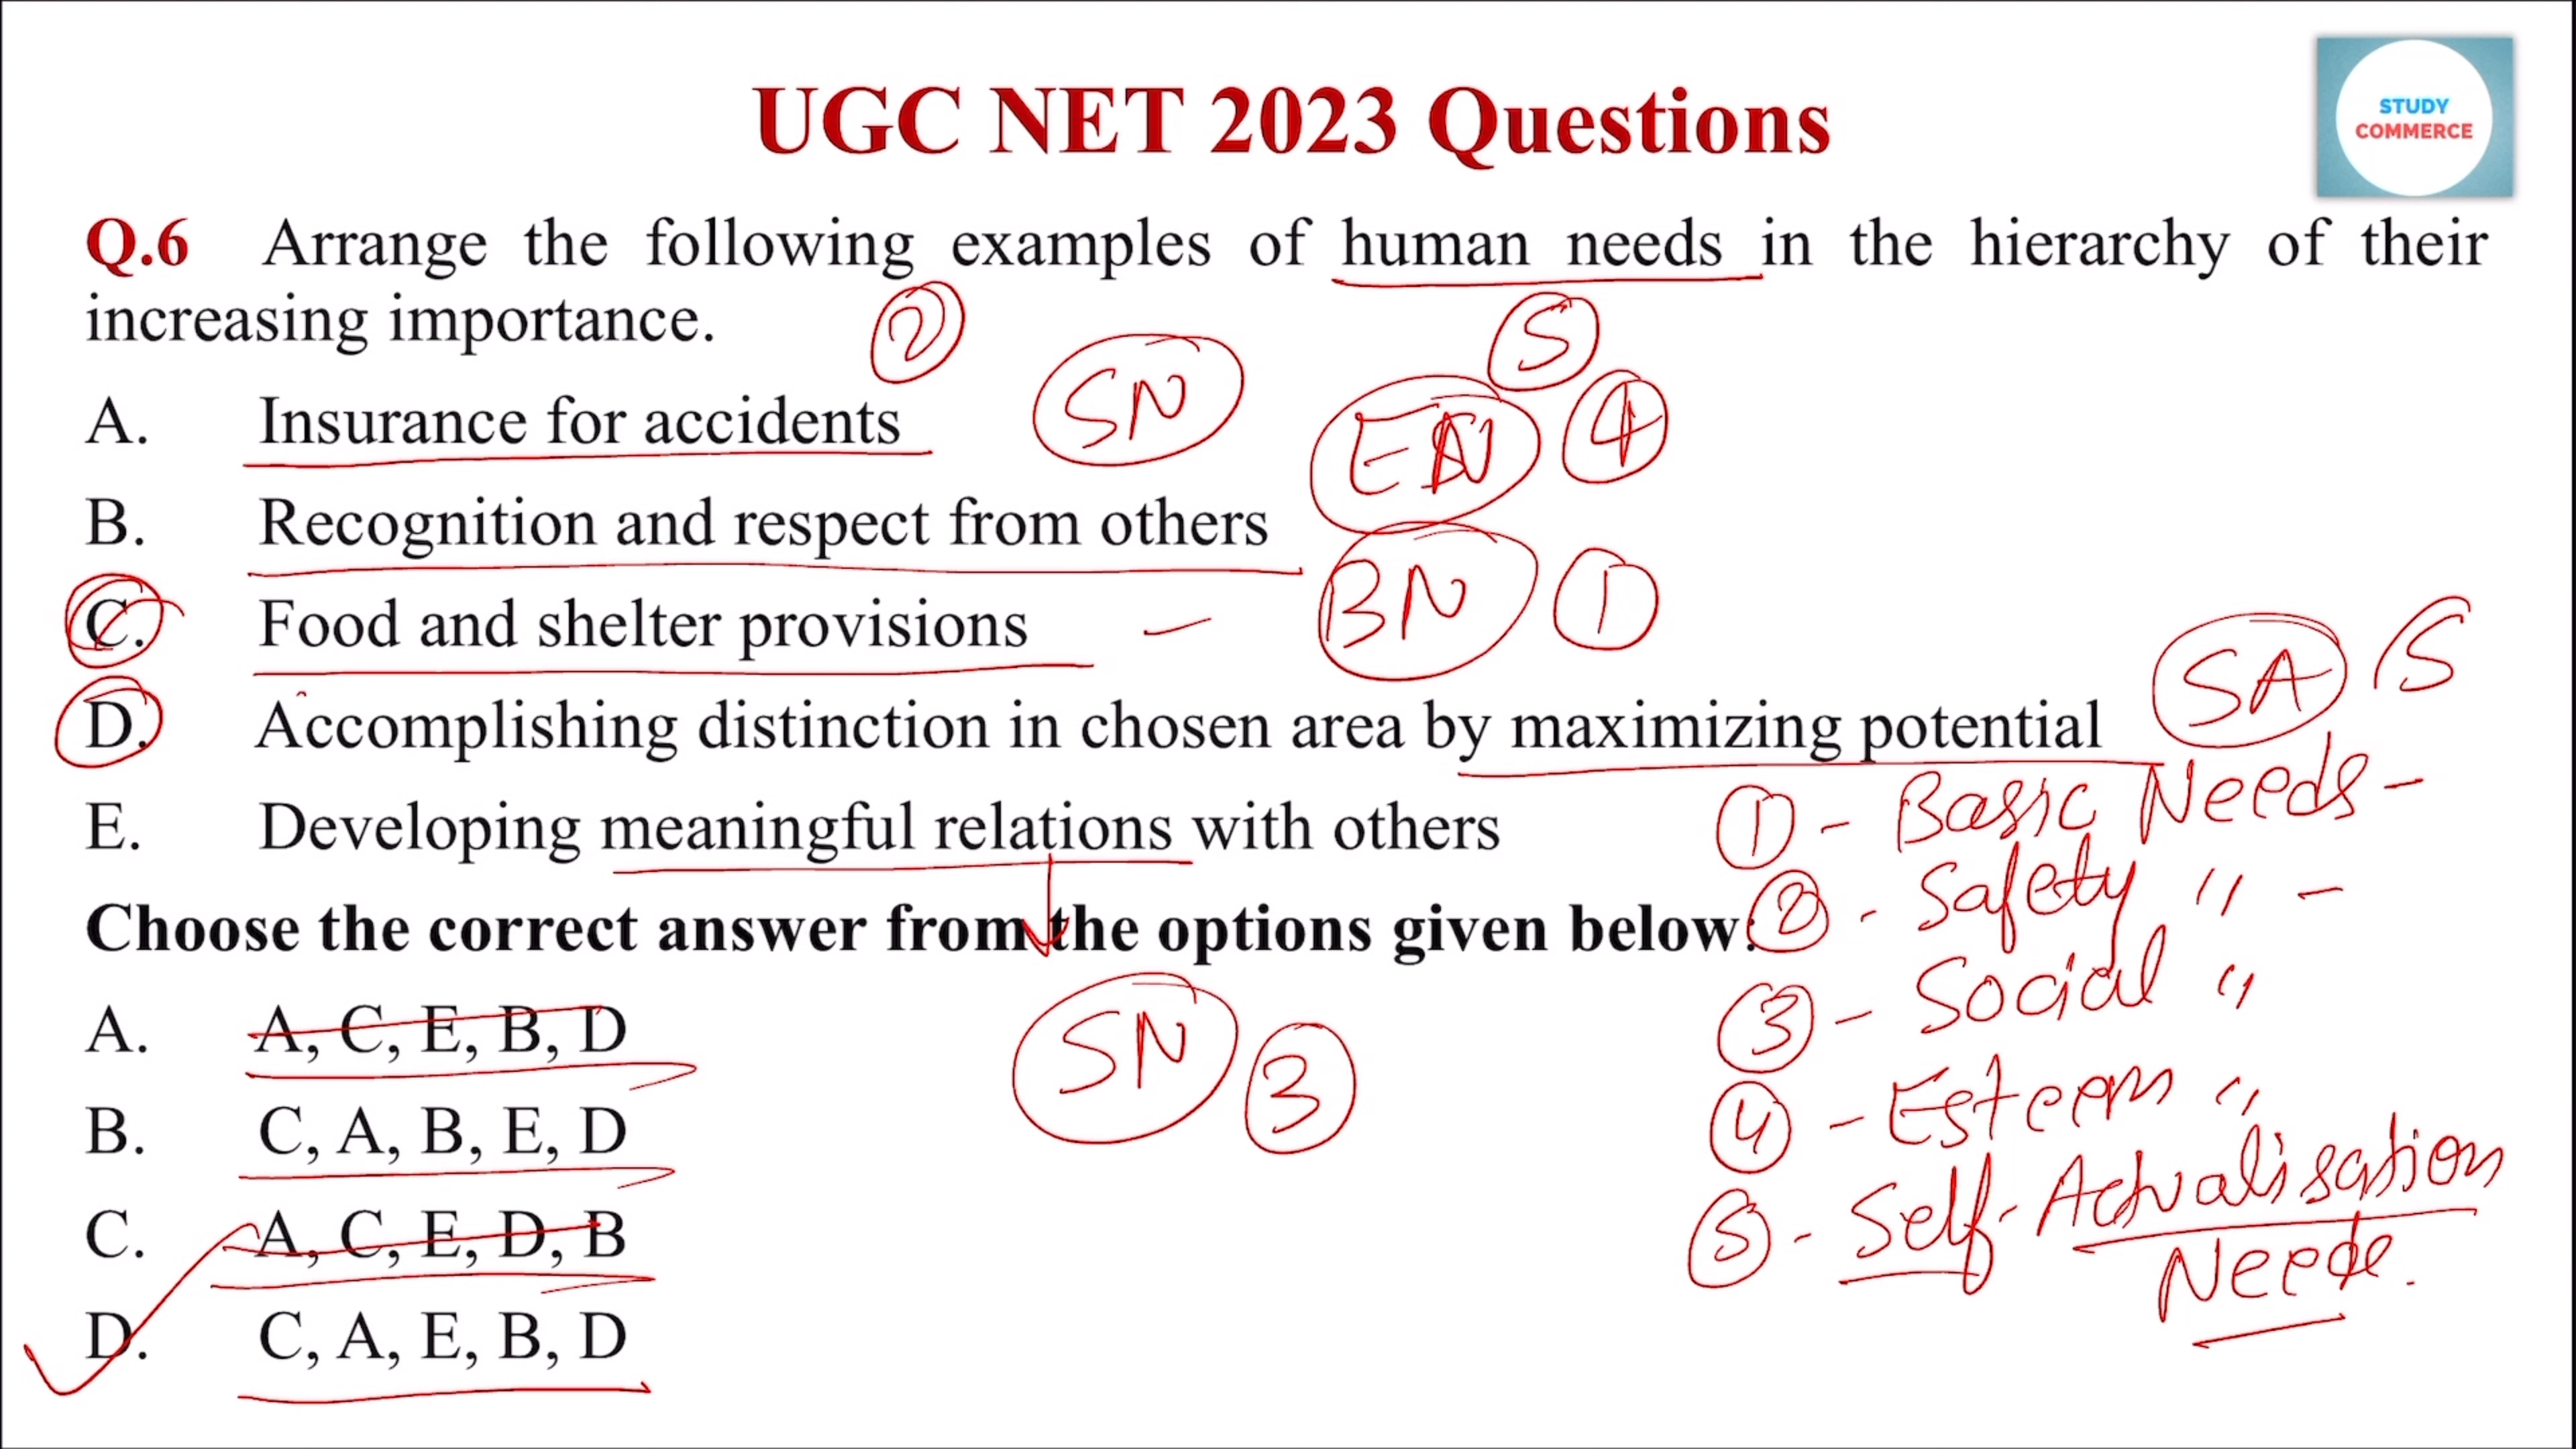 UGC NET 2023 Questions
STUDY
COMMERCE
Q.6 Arrange the following examples of human needs in the hierarchy of their
increasing importance.
2
5
A. Insurance for accidents SN
EN 4
B. Recognition and respect from others
C. Food and shelter provisions – BN 1
D. Accomplishing distinction in chosen area by maximizing potential SA 5
E. Developing meaningful relations with others
Choose the correct answer from the options given below:
A. A, C, E, B, D
B. C, A, B, E, D
C. A, C, E, D, B
D. C, A, E, B, D
SN 3
1 - Basic Needs -
2 - Safety " -
3 - Social "
4 - Esteem "
5 - Self-Actualisation
Needs.